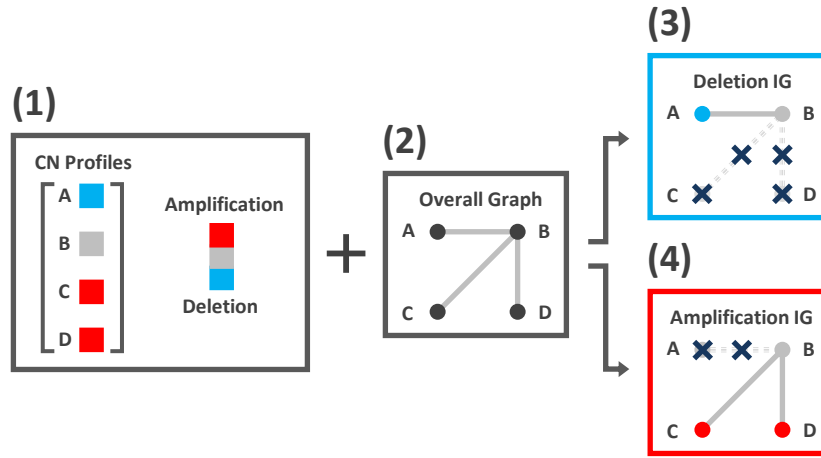 (1)
CN Profiles
A
B
C
D
Amplification
Deletion
+
(2)
Overall Graph
A B
C D
(3)
Deletion IG
A B
C D
(4)
Amplification IG
A B
C D